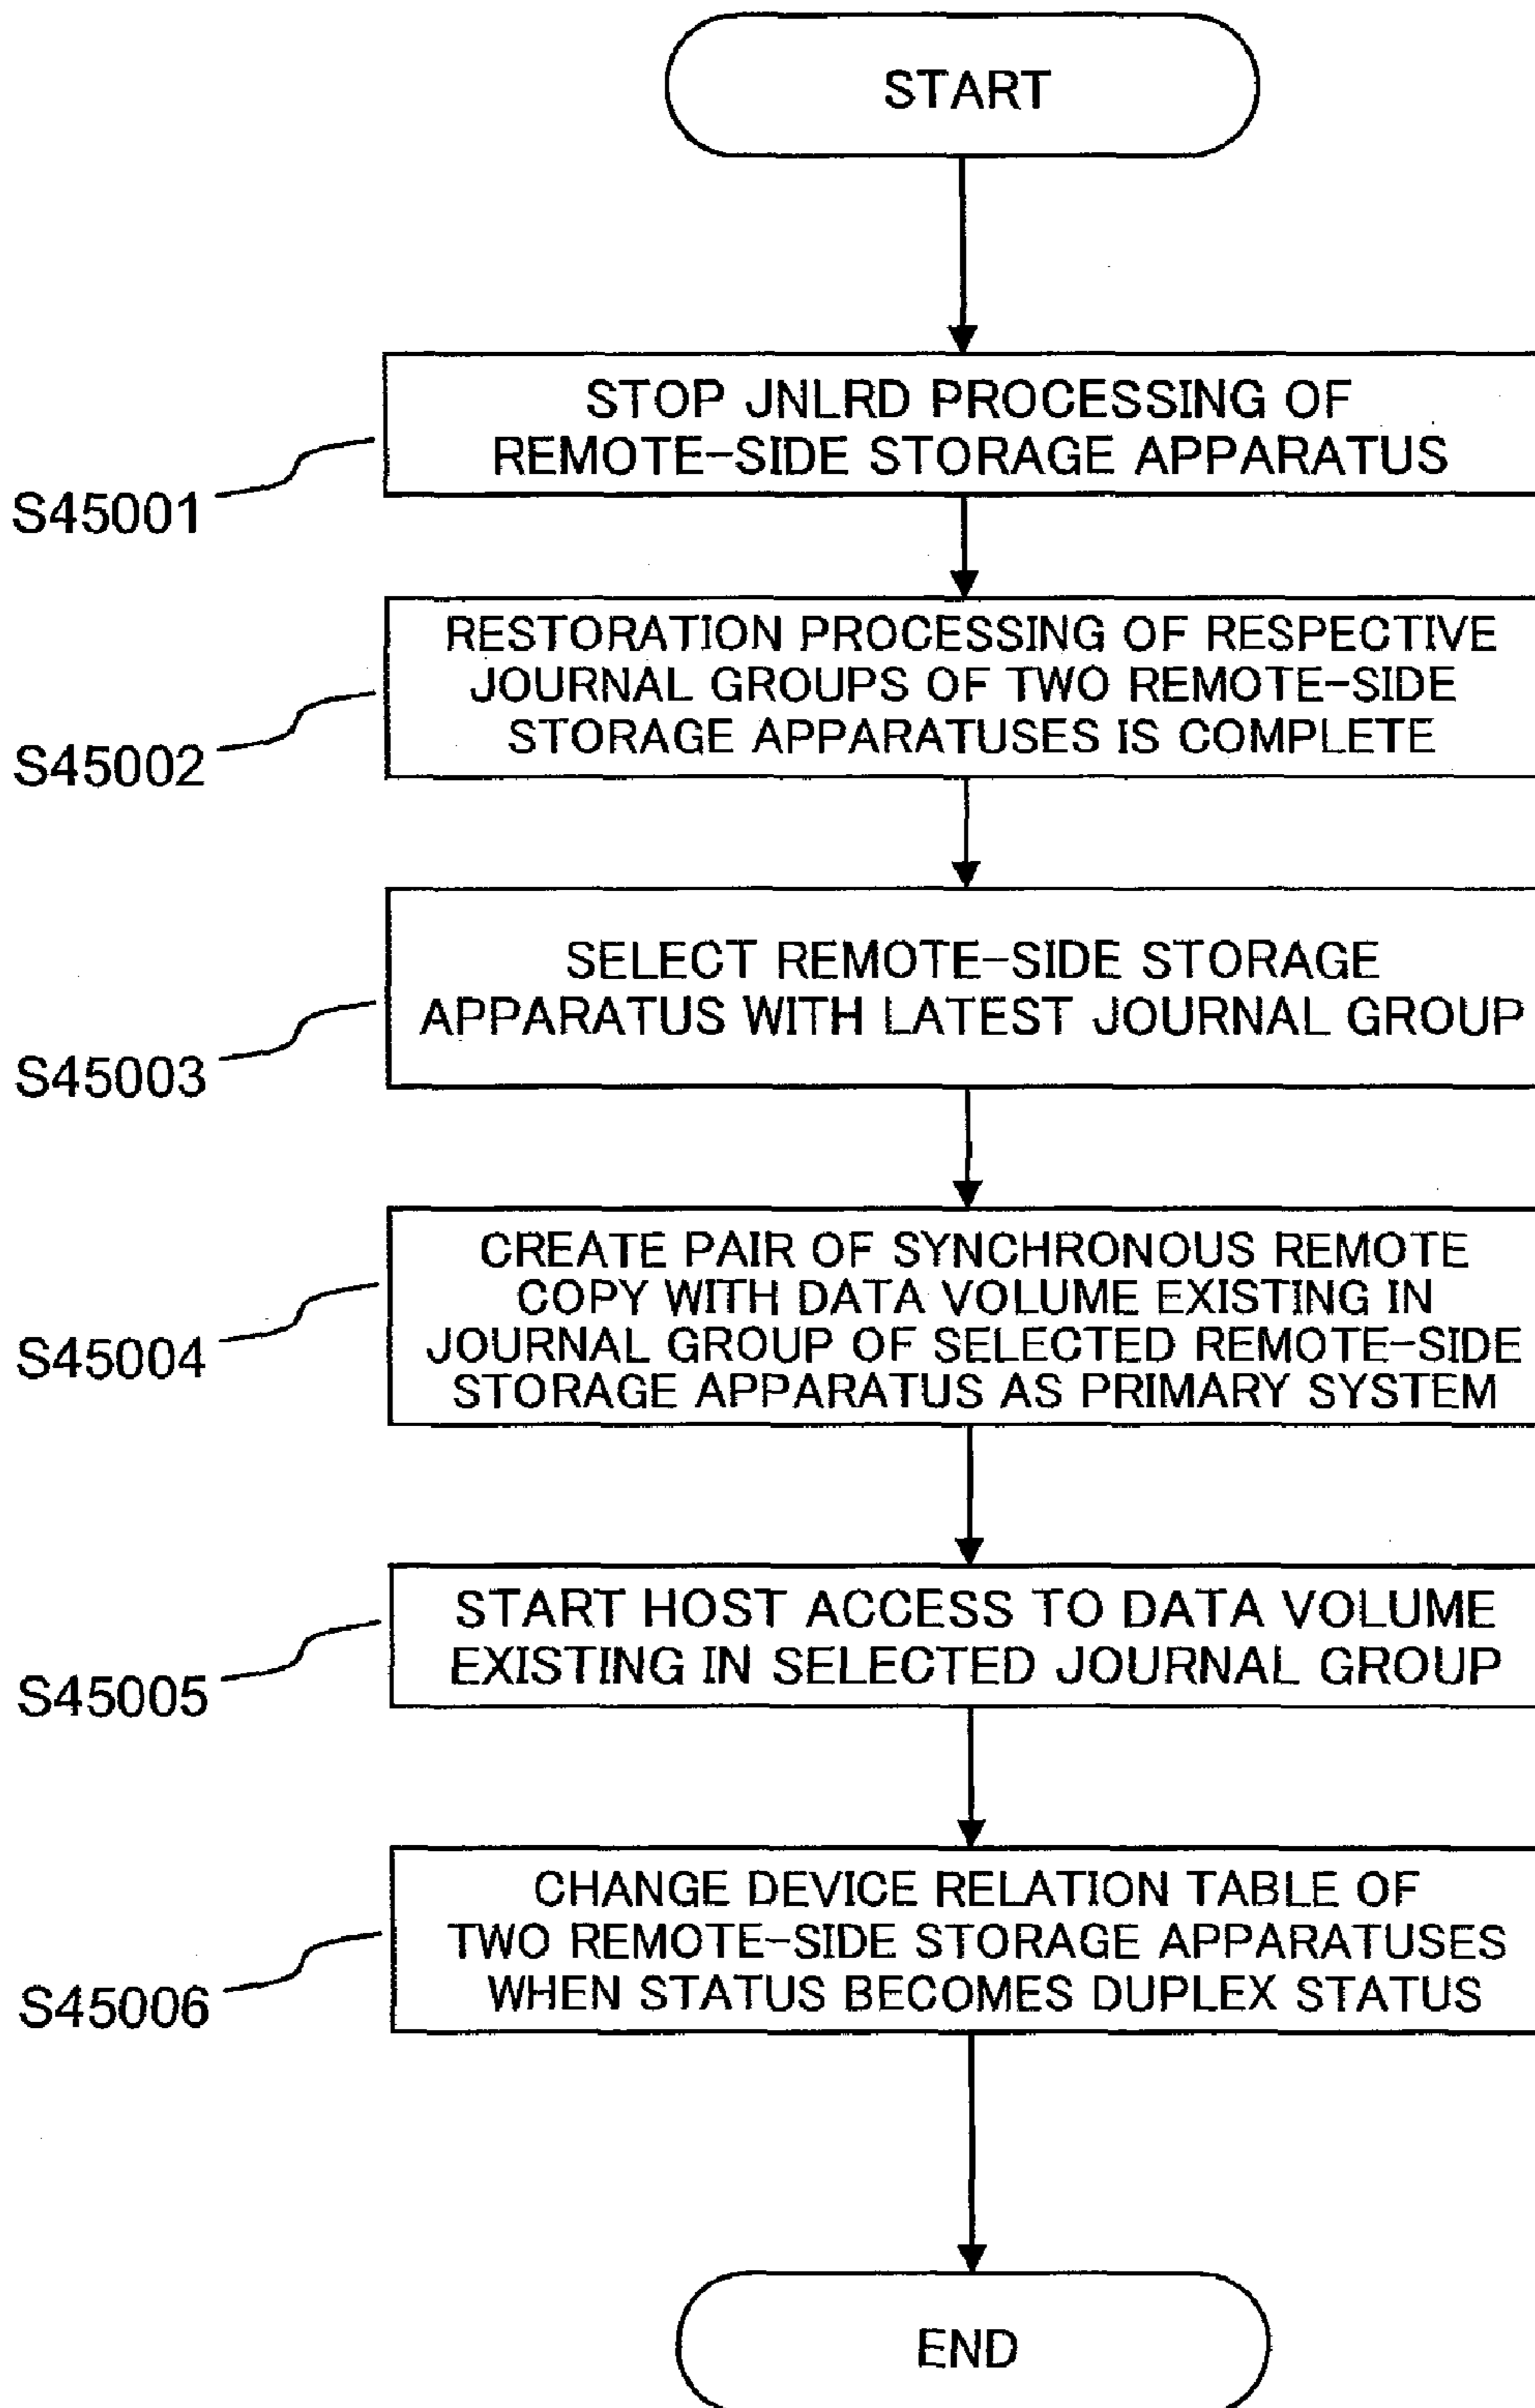 START
STOP JNLRD PROCESSING OF
REMOTE-SIDE STORAGE APPARATUS
S45001
RESTORATION PROCESSING OF RESPECTIVE
JOURNAL GROUPS OF TWO REMOTE-SIDE
STORAGE APPARATUSES IS COMPLETE
S45002
SELECT REMOTE-SIDE STORAGE
APPARATUS WITH LATEST JOURNAL GROUP
S45003
CREATE PAIR OF SYNCHRONOUS REMOTE
COPY WITH DATA VOLUME EXISTING IN
JOURNAL GROUP OF SELECTED REMOTE-SIDE
STORAGE APPARATUS AS PRIMARY SYSTEM
S45004
START HOST ACCESS TO DATA VOLUME
EXISTING IN SELECTED JOURNAL GROUP
S45005
CHANGE DEVICE RELATION TABLE OF
TWO REMOTE-SIDE STORAGE APPARATUSES
WHEN STATUS BECOMES DUPLEX STATUS
S45006
END